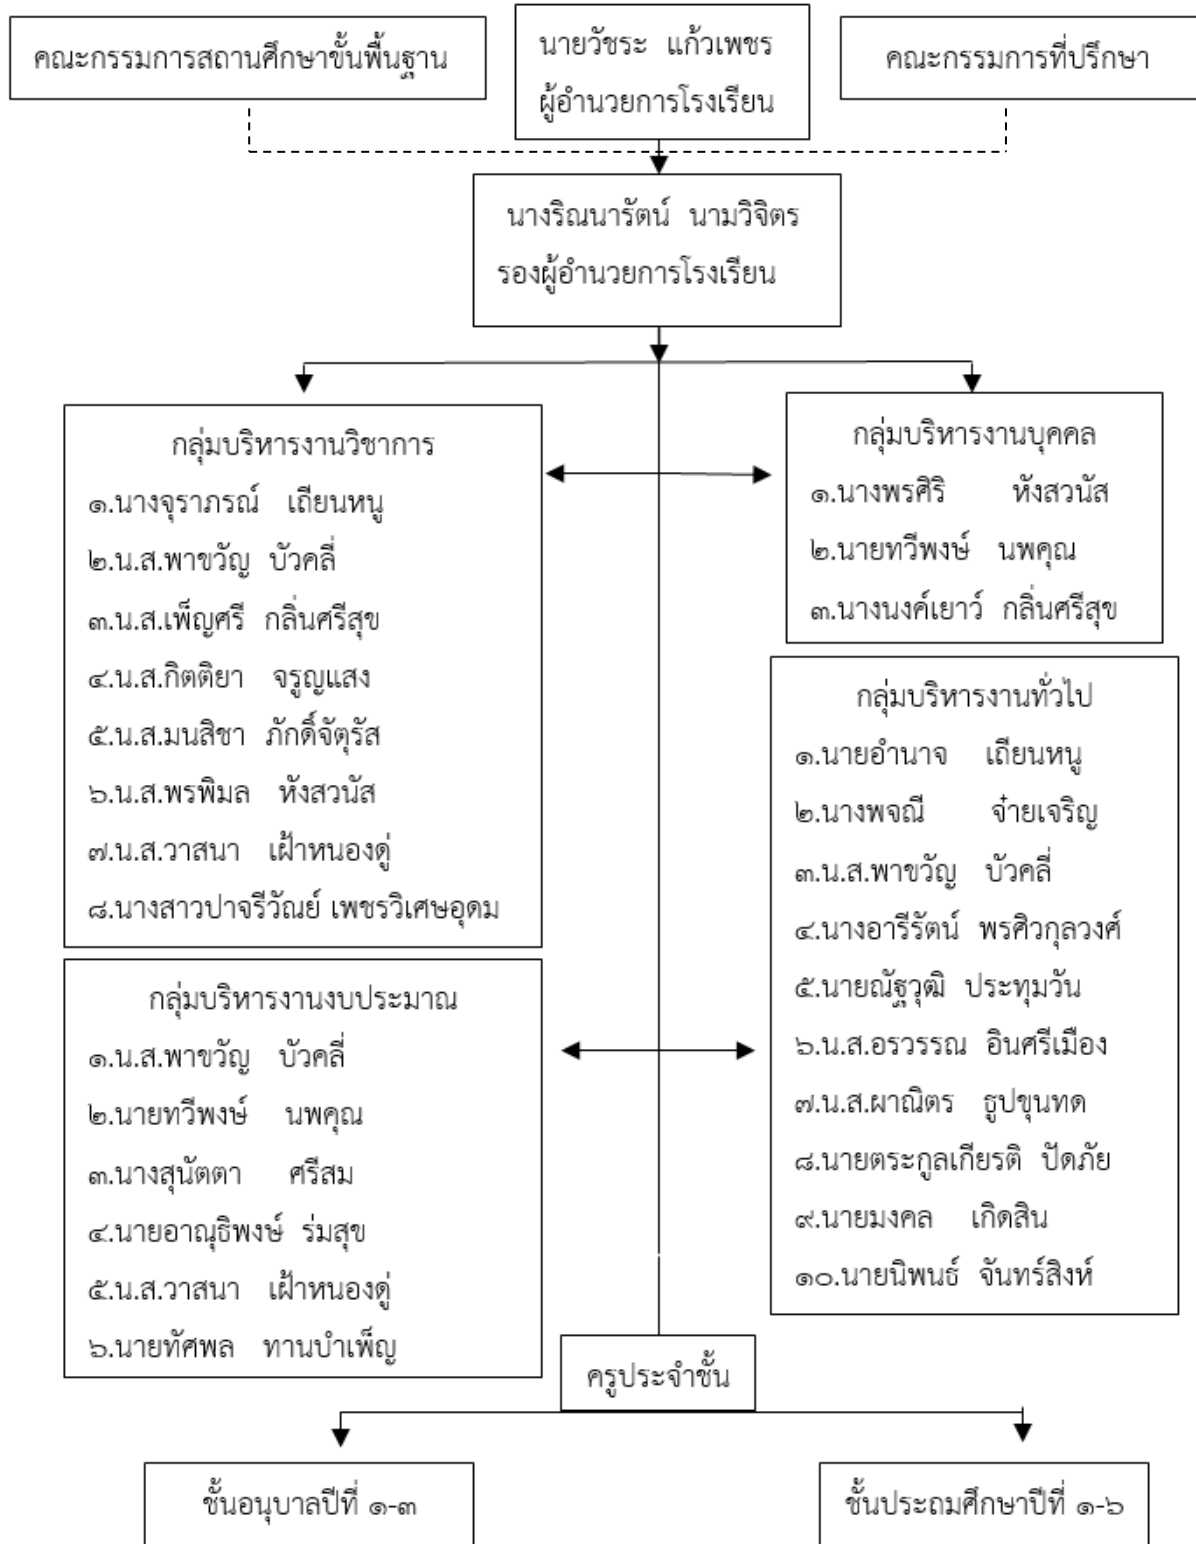 คณะกรรมการสถานศึกษาขั้นพื้นฐาน
นายวัชระ แก้วเพชร
ผู้อำนวยการโรงเรียน
คณะกรรมการที่ปรึกษา
นางริณนารัตน์ นามวิจิตร
รองผู้อำนวยการโรงเรียน
กลุ่มบริหารงานวิชาการ
๑.นางจุราภรณ์ เถียนหนู
๒.น.ส.พาขวัญ บัวคลี่
๓.น.ส.เพ็ญศรี กลิ่นศรีสุข
๔.น.ส.กิตติยา จรูญแสง
๕.น.ส.มนสิชา ภักดิ์จัตุรัส
๖.น.ส.พรพิมล หังสวนัส
๗.น.ส.วาสนา เฝ้าหนองดู่
๘.นางสาวปาจรีวัณย์ เพชรวิเศษอุดม
กลุ่มบริหารงานบุคคล
๑.นางพรศิริ หังสวนัส
๒.นายทวีพงษ์ นพคุณ
๓.นางนงค์เยาว์ กลิ่นศรีสุข
กลุ่มบริหารงานงบประมาณ
๑.น.ส.พาขวัญ บัวคลี่
๒.นายทวีพงษ์ นพคุณ
๓.นางสุนัตตา ศรีสม
๔.นายอาณุธิพงษ์ ร่มสุข
๕.น.ส.วาสนา เฝ้าหนองดู่
๖.นายทัศพล ทานบำเพ็ญ
กลุ่มบริหารงานทั่วไป
๑.นายอำนาจ เถียนหนู
๒.นางพจณี จ๋ายเจริญ
๓.น.ส.พาขวัญ บัวคลี่
๔.นางอารีรัตน์ พรศิวกุลวงศ์
๕.นายณัฐวุฒิ ประทุมวัน
๖.น.ส.อรวรรณ อินศรีเมือง
๗.น.ส.ผาณิตร ธูปขุนทด
๘.นายตระกูลเกียรติ ปัดภัย
๙.นายมงคล เกิดสิน
๑๐.นายนิพนธ์ จันทร์สิงห์
ครูประจำชั้น
ชั้นอนุบาลปีที่ ๑-๓
ชั้นประถมศึกษาปีที่ ๑-๖